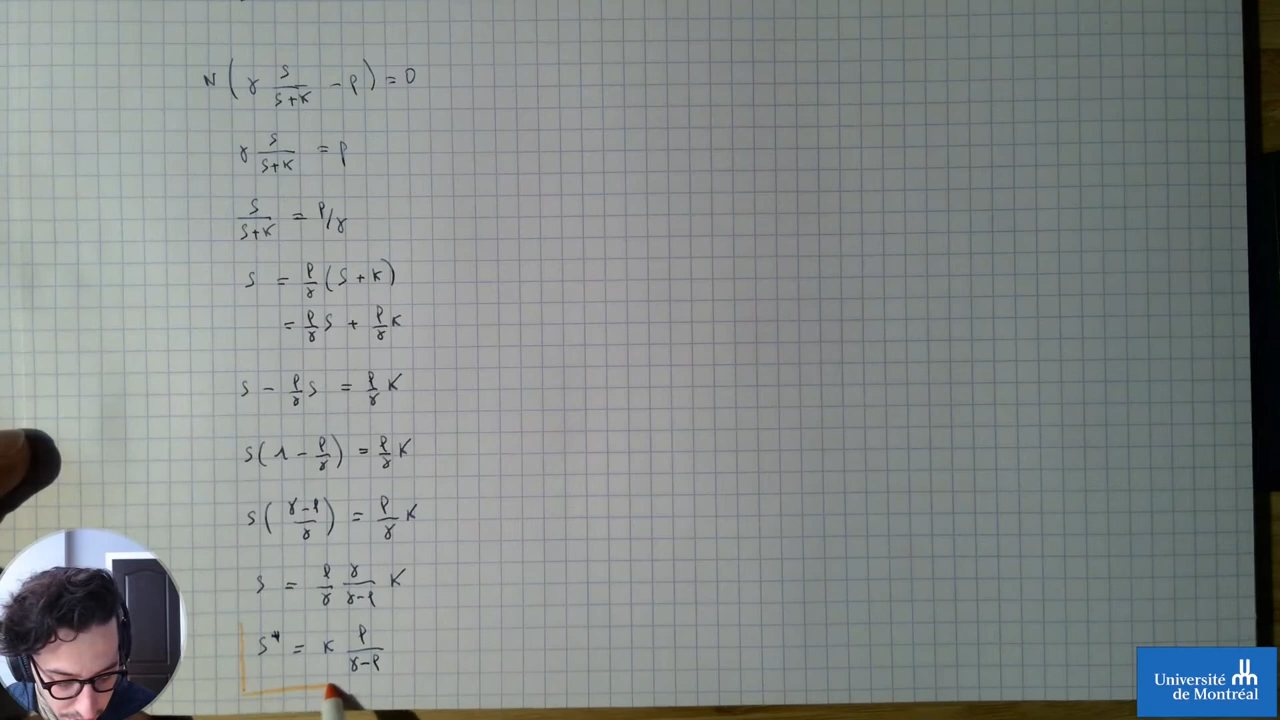 N ( γ S/(S+K) − ρ ) = 0
γ S/(S+K) = ρ
S/(S+K) = ρ/γ
S = ρ/γ (S + K)
= ρ/γ S + ρ/γ K
S − ρ/γ S = ρ/γ K
S ( 1 − ρ/γ ) = ρ/γ K
S ( (γ−ρ)/γ ) = ρ/γ K
S = ρ/γ γ/(γ−ρ) K
S* = K ρ/(γ−ρ)
Université
de Montréal